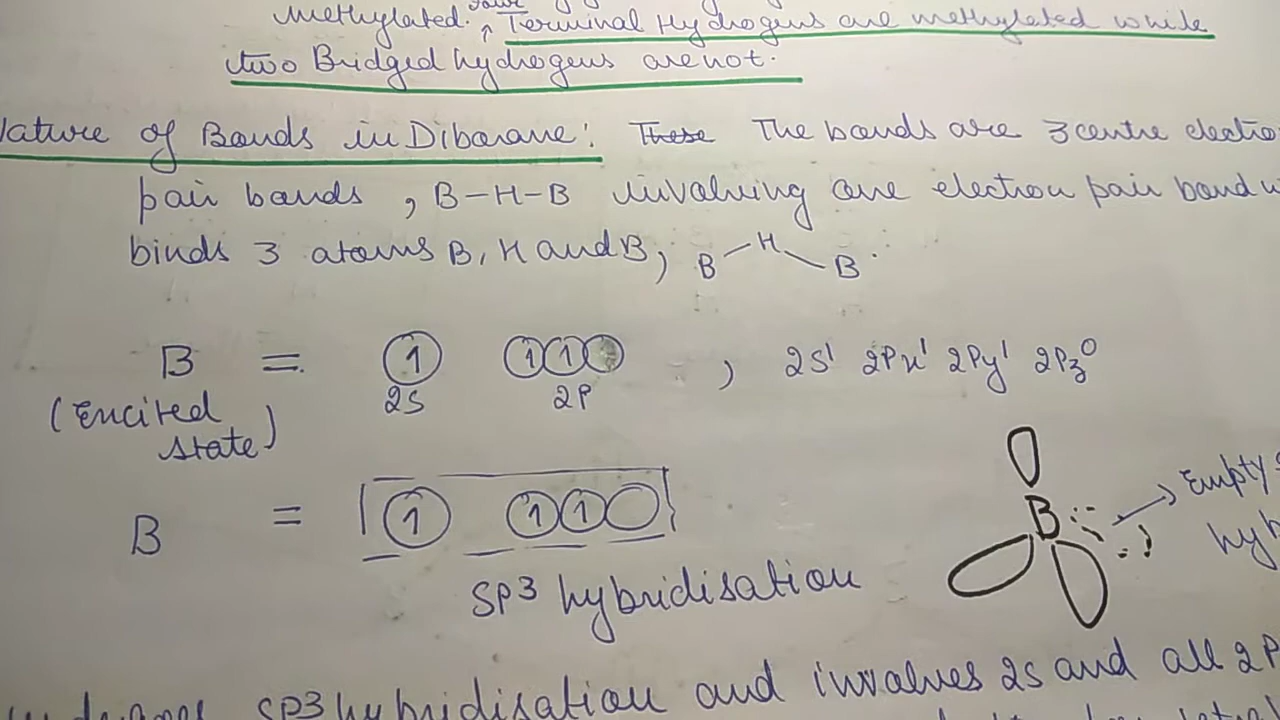 Methylated. four Terminal Hydrogens are methylated while
two Bridged hydrogens are not.
Nature of Bonds in Diborane: These The bonds are 3 centre electro
pair bonds, B-H-B involving one electron pair bond
binds 3 atoms B, H and B, B-H-B.
B = 1 1 1 , 2S¹ 2Px¹ 2Py¹ 2Pz⁰
2S 2P
(Encited
state)
B = 1 1 1
B Empty
SP3 hybridisation
SP3 hybridisation and involves 2S and all 2P